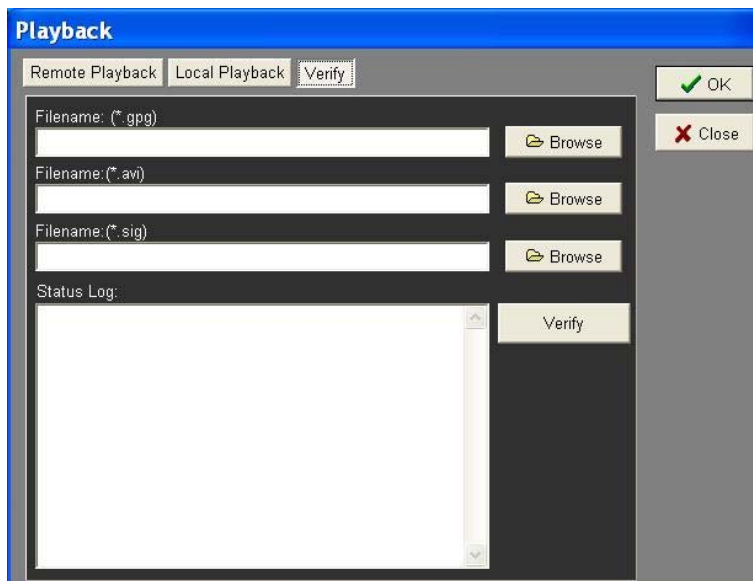 Playback
Remote Playback Local Playback Verify
OK
Close
Filename: (*.gpg)
Browse
Filename:(*.avi)
Browse
Filename:(*.sig)
Browse
Status Log:
Verify